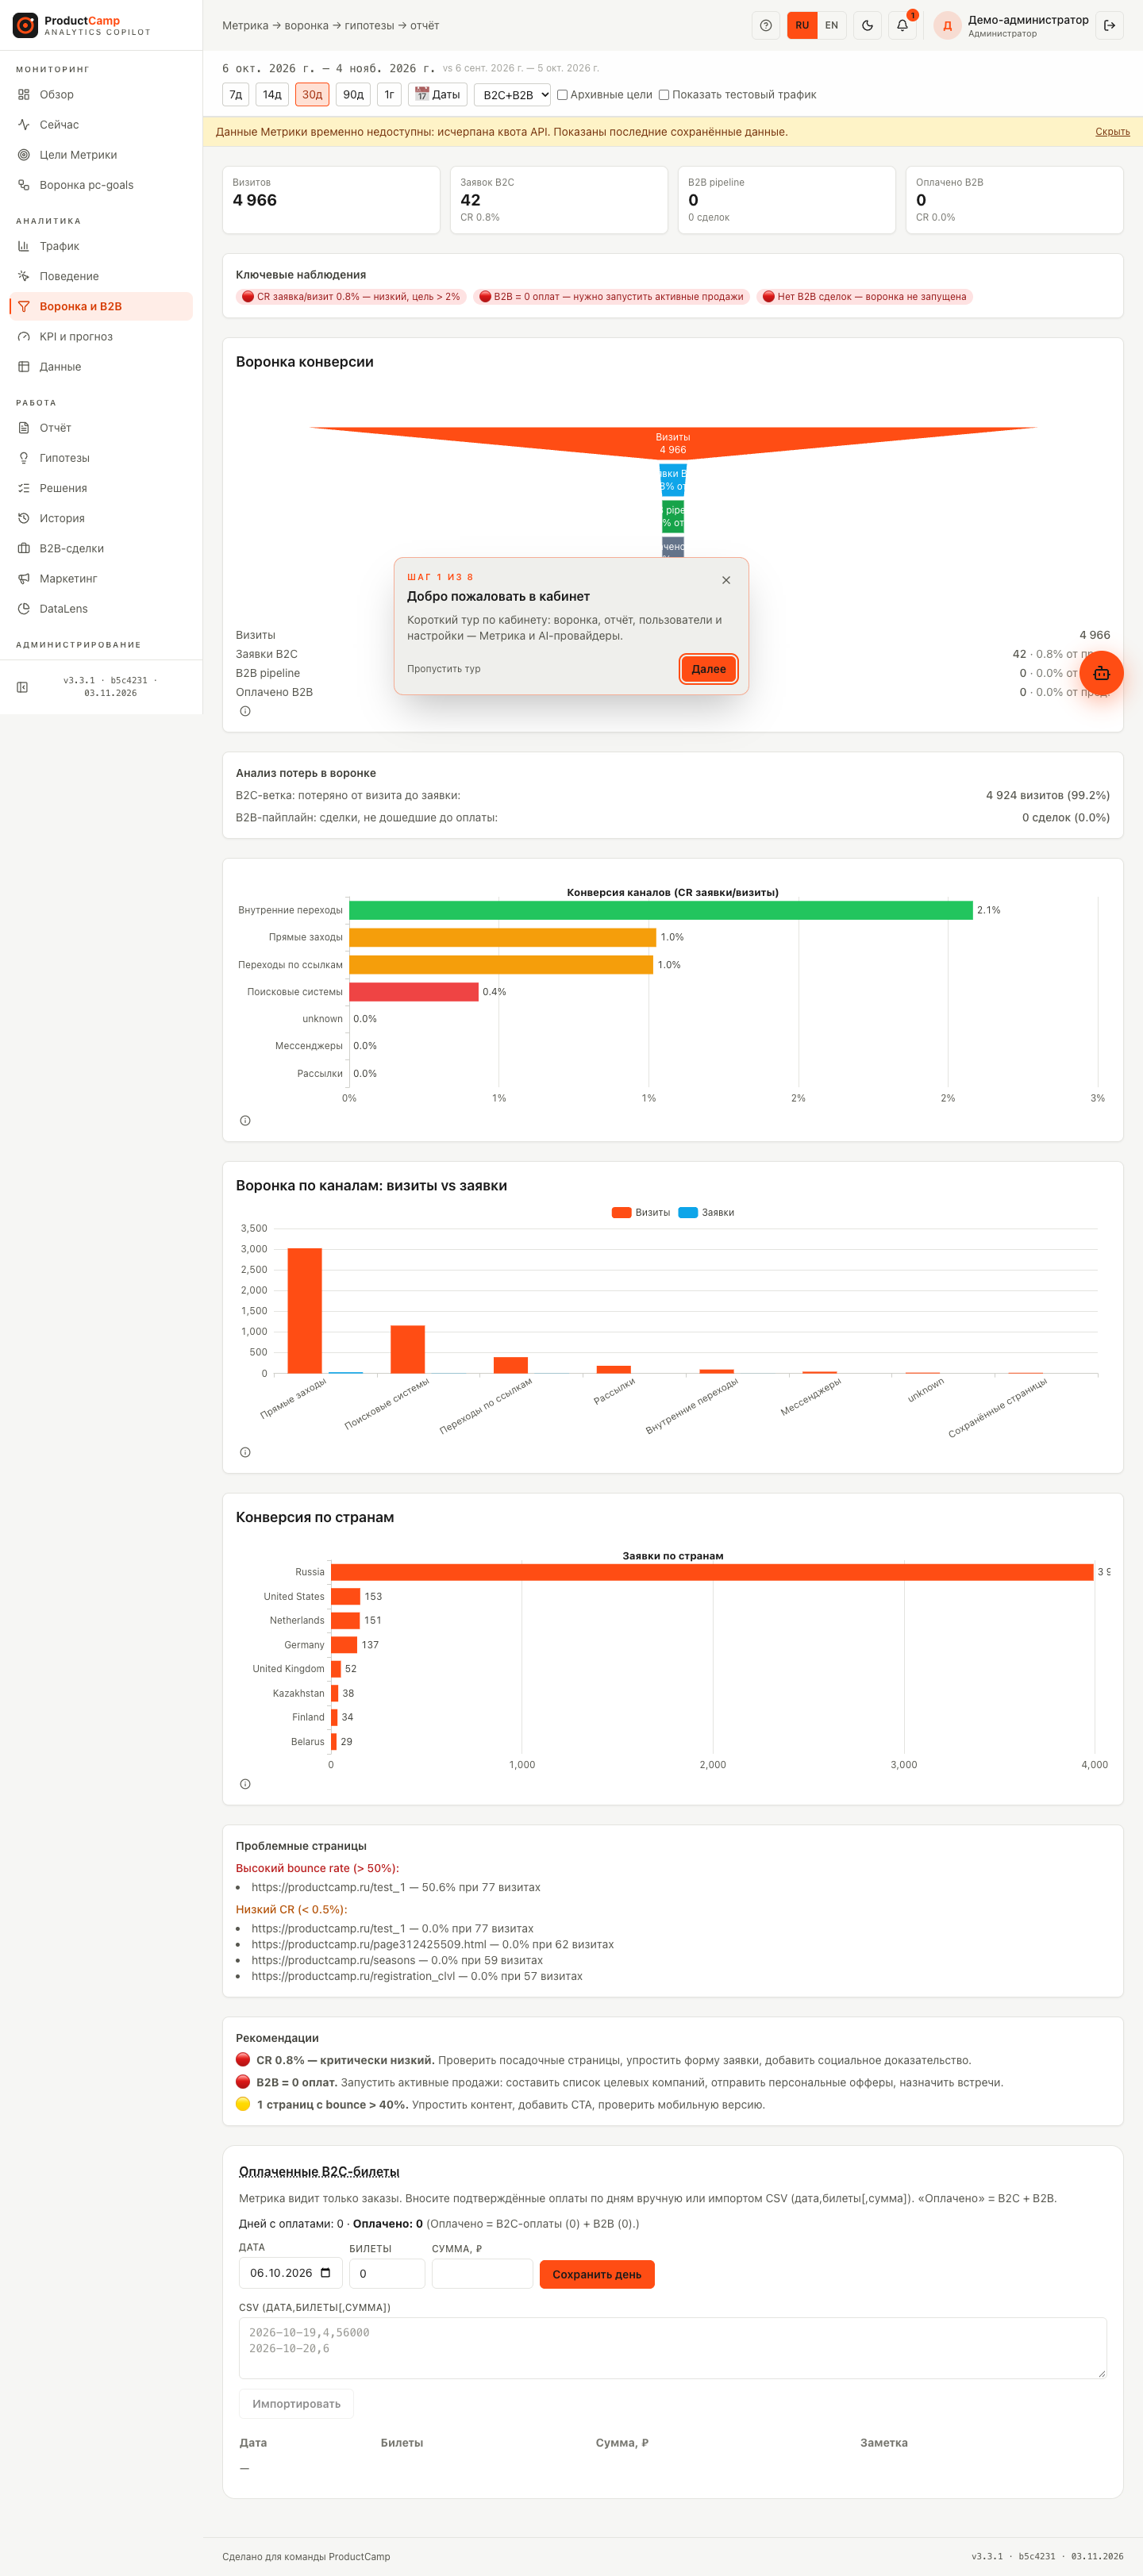 ProductCamp
ANALYTICS COPILOT
Метрика → воронка → гипотезы → отчёт
RU
EN
1
Д
Демо-администратор
Администратор
МОНИТОРИНГ
Обзор
Сейчас
Цели Метрики
Воронка pc-goals
АНАЛИТИКА
Трафик
Поведение
Воронка и B2B
KPI и прогноз
Данные
РАБОТА
Отчёт
Гипотезы
Решения
История
B2B-сделки
Маркетинг
DataLens
АДМИНИСТРИРОВАНИЕ
v3.3.1 · b5c4231 ·
03.11.2026
6 окт. 2026 г. — 4 нояб. 2026 г.
vs 6 сент. 2026 г. — 5 окт. 2026 г.
7д
14д
30д
90д
1г
Даты
B2C+B2B
Архивные цели
Показать тестовый трафик
Данные Метрики временно недоступны: исчерпана квота API. Показаны последние сохранённые данные.
Скрыть
Визитов
4 966
Заявок B2C
42
CR 0.8%
B2B pipeline
0
0 сделок
Оплачено B2B
0
CR 0.0%
Ключевые наблюдения
CR заявка/визит 0.8% — низкий, цель > 2%
B2B = 0 оплат — нужно запустить активные продажи
Нет B2B сделок — воронка не запущена
Воронка конверсии
Визиты
4 966
ШАГ 1 ИЗ 8
Добро пожаловать в кабинет
Короткий тур по кабинету: воронка, отчёт, пользователи и
настройки — Метрика и AI-провайдеры.
Пропустить тур
Далее
Визиты
4 966
Заявки B2C
42 · 0.8% от
B2B pipeline
0 · 0.0% от
Оплачено B2B
0 · 0.0% от пред.
Анализ потерь в воронке
B2C-ветка: потеряно от визита до заявки:
4 924 визитов (99.2%)
B2B-пайплайн: сделки, не дошедшие до оплаты:
0 сделок (0.0%)
Конверсия каналов (CR заявки/визиты)
Внутренние переходы
2.1%
Прямые заходы
1.0%
Переходы по ссылкам
1.0%
Поисковые системы
0.4%
unknown
0.0%
Мессенджеры
0.0%
Рассылки
0.0%
0%
1%
1%
2%
2%
3%
Воронка по каналам: визиты vs заявки
Визиты
Заявки
3,500
3,000
2,500
2,000
1,500
1,000
500
0
Прямые заходы
Поисковые системы
Переходы по ссылкам
Рассылки
Внутренние переходы
Мессенджеры
unknown
Сохранённые страницы
Конверсия по странам
Заявки по странам
Russia
3 9
United States
153
Netherlands
151
Germany
137
United Kingdom
52
Kazakhstan
38
Finland
34
Belarus
29
0
1,000
2,000
3,000
4,000
Проблемные страницы
Высокий bounce rate (> 50%):
https://productcamp.ru/test_1 — 50.6% при 77 визитах
Низкий CR (< 0.5%):
https://productcamp.ru/test_1 — 0.0% при 77 визитах
https://productcamp.ru/page312425509.html — 0.0% при 62 визитах
https://productcamp.ru/seasons — 0.0% при 59 визитах
https://productcamp.ru/registration_clvl — 0.0% при 57 визитах
Рекомендации
CR 0.8% — критически низкий. Проверить посадочные страницы, упростить форму заявки, добавить социальное доказательство.
B2B = 0 оплат. Запустить активные продажи: составить список целевых компаний, отправить персональные офферы, назначить встречи.
1 страниц с bounce > 40%. Упростить контент, добавить CTA, проверить мобильную версию.
Оплаченные B2C-билеты
Метрика видит только заказы. Вносите подтверждённые оплаты по дням вручную или импортом CSV (дата,билеты[,сумма]). «Оплачено» = B2C + B2B.
Дней с оплатами: 0 · Оплачено: 0 (Оплачено = B2C-оплаты (0) + B2B (0).)
ДАТА
БИЛЕТЫ
СУММА, ₽
06.10.2026
0
Сохранить день
CSV (ДАТА,БИЛЕТЫ[,СУММА])
2026-10-19,4,56000
2026-10-20,6
Импортировать
Дата
Билеты
Сумма, ₽
Заметка
—
Сделано для команды ProductCamp
v3.3.1 · b5c4231 · 03.11.2026